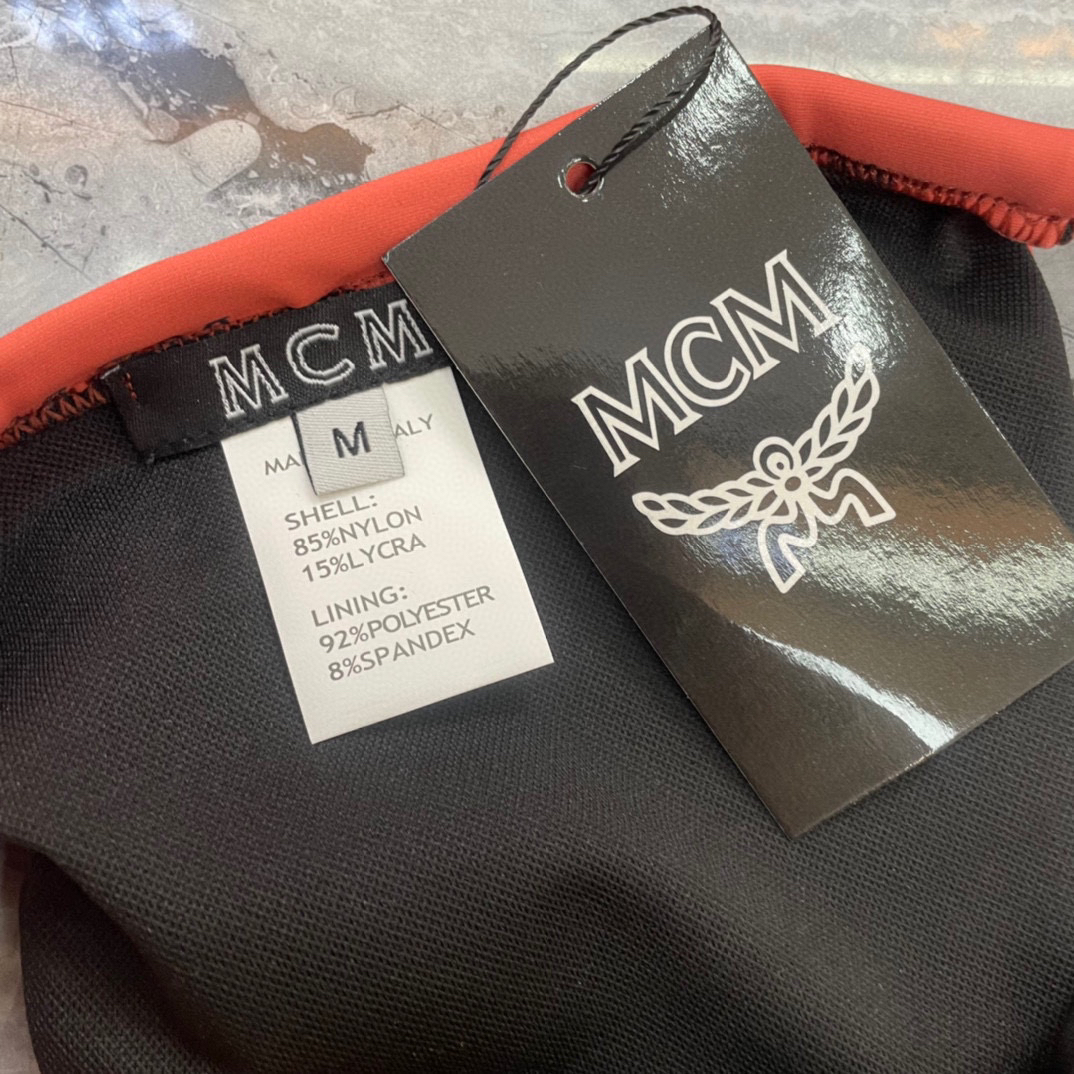 MCM
MCM
M
MA ALY
SHELL:
85%NYLON
15%LYCRA
LINING:
92%POLYESTER
8%SPANDEX